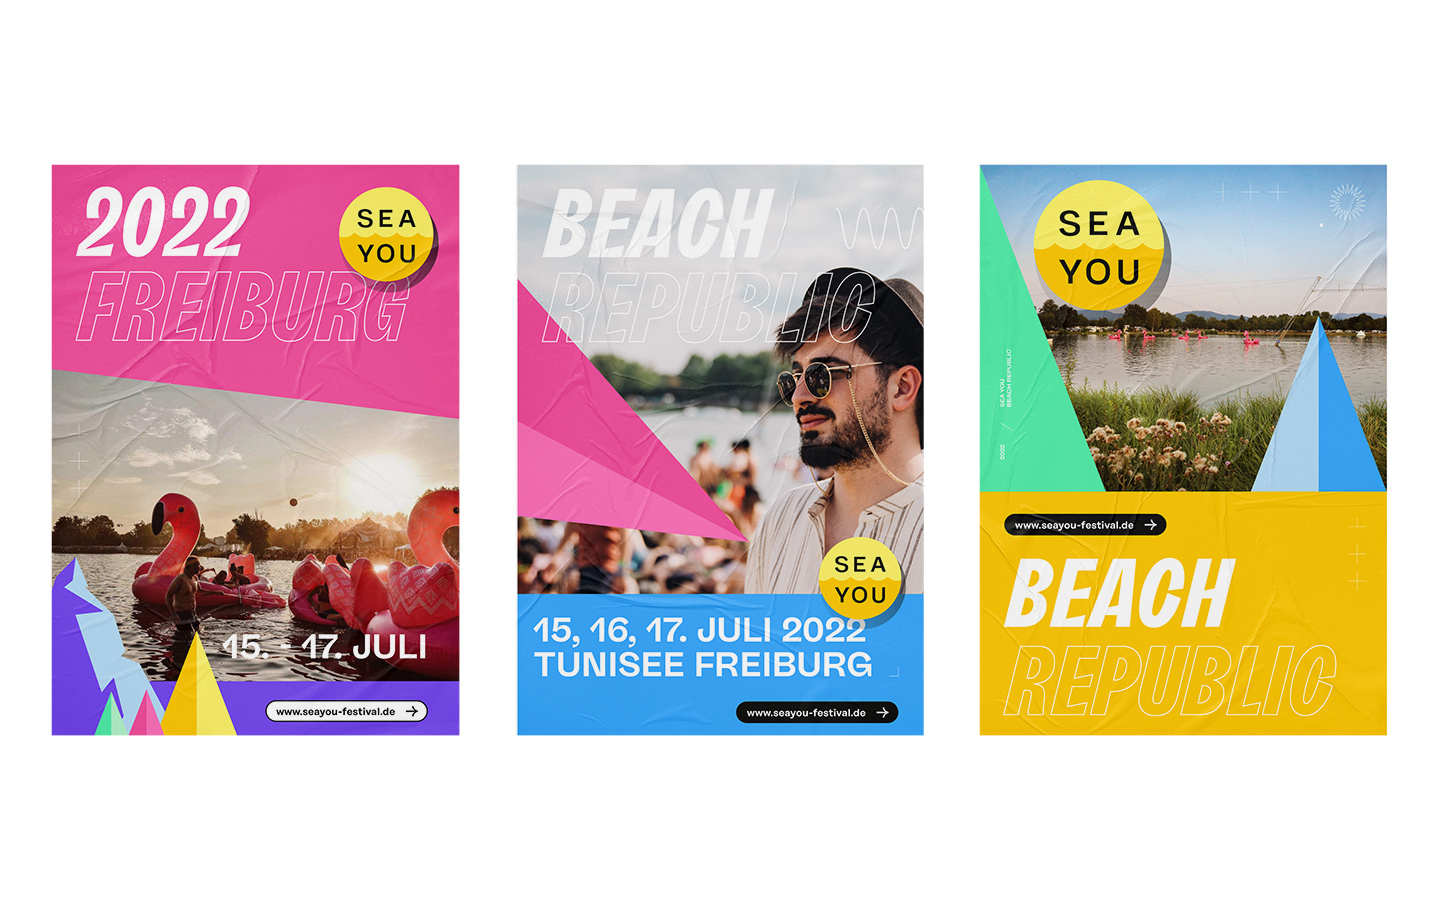 2022
FREIBURG
SEA
YOU
15. - 17. JULI
www.seayou-festival.de
BEACH
REPUBLIC
SEA
YOU
15, 16, 17. JULI 2022
TUNISEE FREIBURG
www.seayou-festival.de
SEA
YOU
SEA YOU
BEACH REPUBLIC
2022
www.seayou-festival.de
BEACH
REPUBLIC